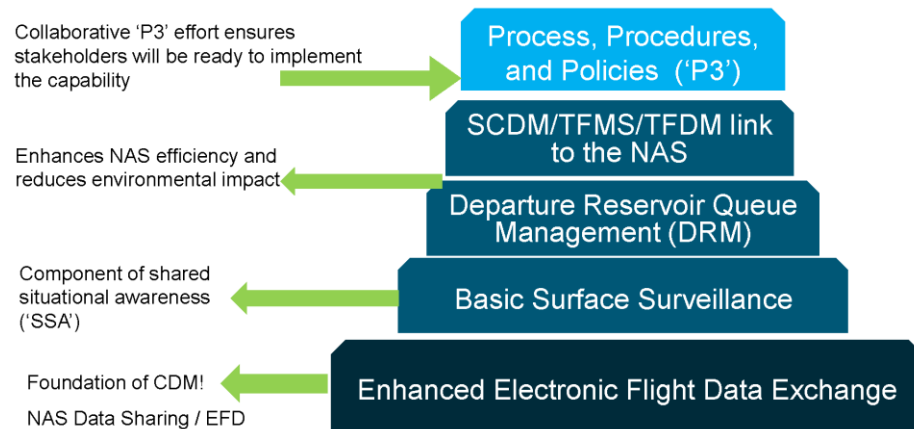 Collaborative ‘P3’ effort ensures
stakeholders will be ready to implement
the capability
Process, Procedures,
and Policies (‘P3’)
SCDM/TFMS/TFDM link
to the NAS
Enhances NAS efficiency and
reduces environmental impact
Departure Reservoir Queue
Management (DRM)
Component of shared
situational awareness
(‘SSA’)
Basic Surface Surveillance
Foundation of CDM!
NAS Data Sharing / EFD
Enhanced Electronic Flight Data Exchange